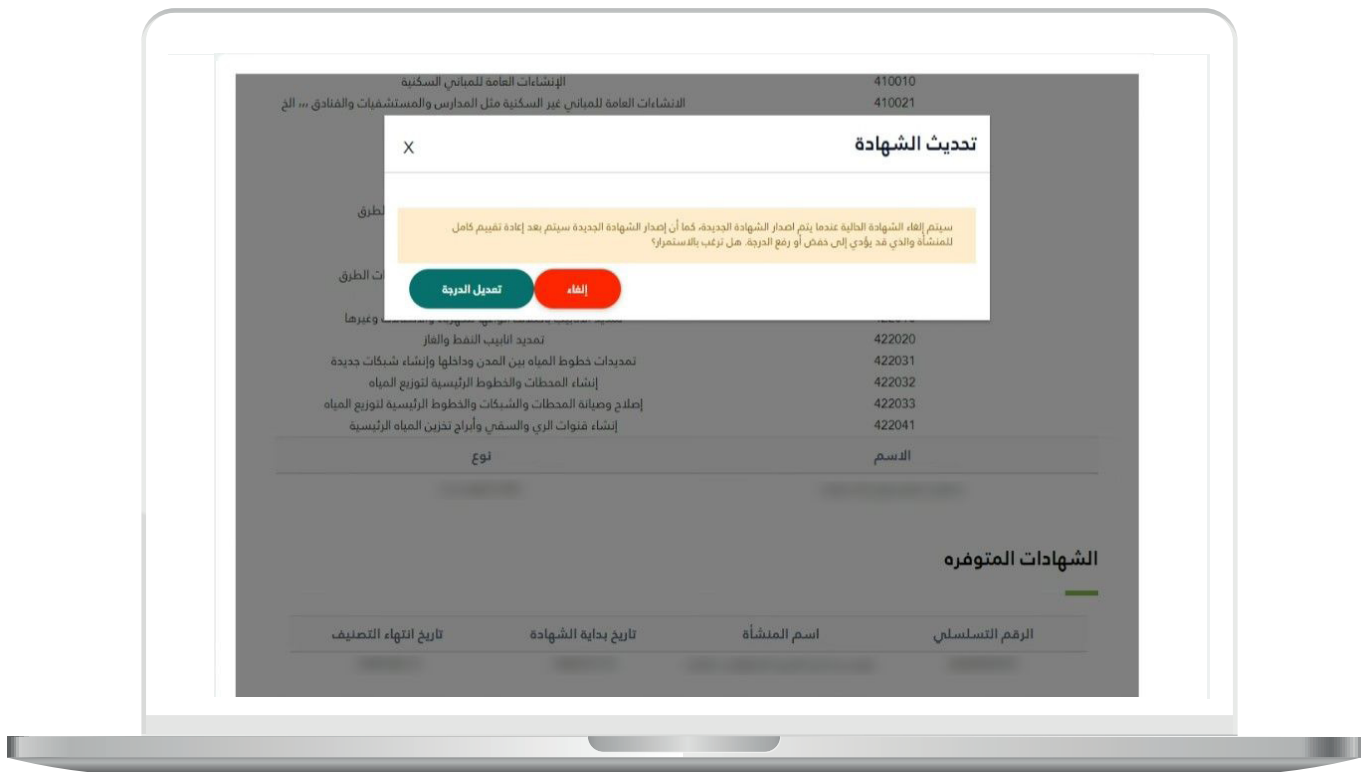 410010 الإنشاءات العامة للمباني السكنية
410021 الانشاءات العامة للمباني غير السكنية مثل المدارس والمستشفيات والفنادق ... الخ
تحديث الشهادة X
الطرق
سيتم إلغاء الشهادة الحالية عندما يتم اصدار الشهادة الجديدة، كما أن إصدار الشهادة الجديدة سيتم بعد إعادة تقييم كامل
للمنشأة والذي قد يؤدي إلى خفض أو رفع الدرجة. هل ترغب بالاستمرار؟
الطرق
إلغاء تعديل الدرجة
وغيرها
422020 تمديد انابيب النفط والغاز
422031 تمديدات خطوط المياه بين المدن وداخلها وإنشاء شبكات جديدة
422032 إنشاء المحطات والخطوط الرئيسية لتوزيع المياه
422033 إصلاح وصيانة المحطات والشبكات والخطوط الرئيسية لتوزيع المياه
422041 إنشاء قنوات الري والسقي وأبراج تخزين المياه الرئيسية
الاسم نوع
الشهادات المتوفره
الرقم التسلسلي اسم المنشأة تاريخ بداية الشهادة تاريخ انتهاء التصنيف